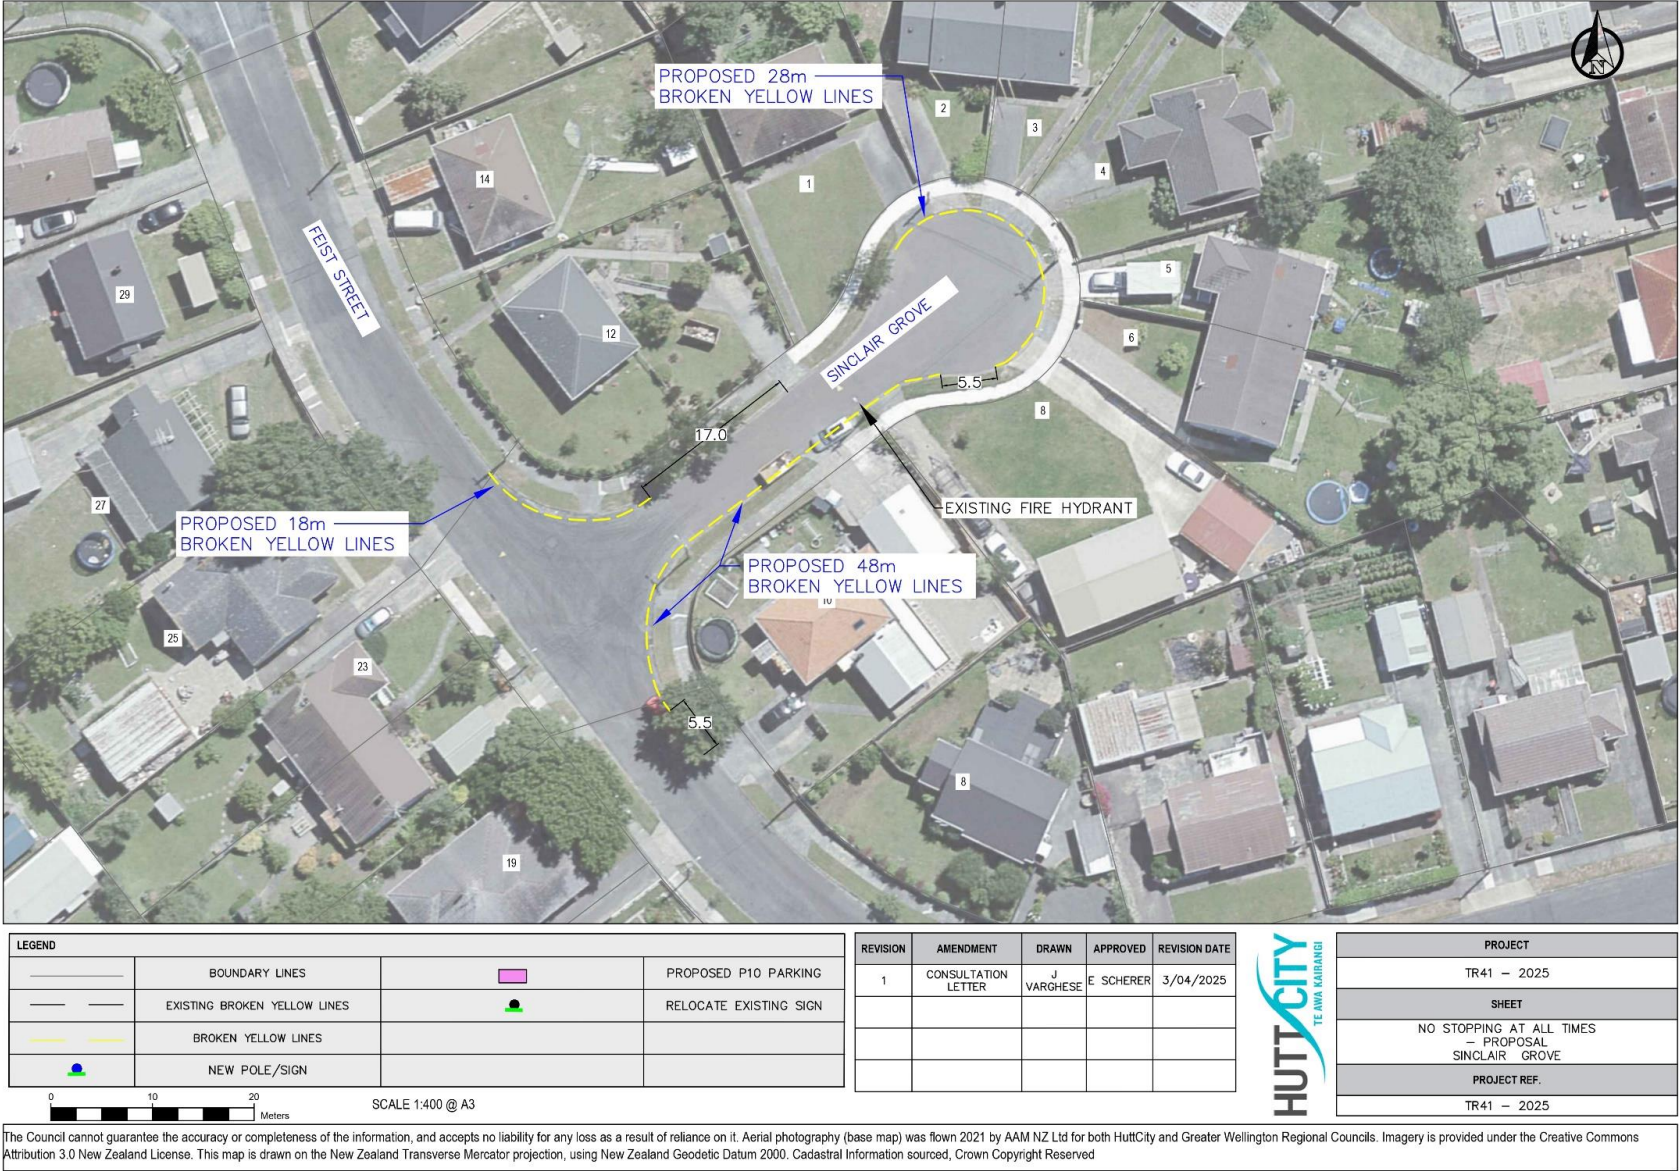 N
PROPOSED 28m
BROKEN YELLOW LINES
2
3
4
1
14
FEIST STREET
29
12
5
6
SINCLAIR GROVE
5.5
8
17.0
27
EXISTING FIRE HYDRANT
PROPOSED 18m
BROKEN YELLOW LINES
PROPOSED 48m
BROKEN YELLOW LINES
10
25
23
5.5
8
19
LEGEND
BOUNDARY LINES
PROPOSED P10 PARKING
EXISTING BROKEN YELLOW LINES
RELOCATE EXISTING SIGN
BROKEN YELLOW LINES
NEW POLE/SIGN
0 10 20
Meters
SCALE 1:400 @ A3
REVISION AMENDMENT DRAWN APPROVED REVISION DATE
1 CONSULTATION LETTER J VARGHESE E SCHERER 3/04/2025
HUTT CITY
TE AWA KAIRANGI
PROJECT
TR41 - 2025
SHEET
NO STOPPING AT ALL TIMES
- PROPOSAL
SINCLAIR GROVE
PROJECT REF.
TR41 - 2025
The Council cannot guarantee the accuracy or completeness of the information, and accepts no liability for any loss as a result of reliance on it. Aerial photography (base map) was flown 2021 by AAM NZ Ltd for both HuttCity and Greater Wellington Regional Councils. Imagery is provided under the Creative Commons
Attribution 3.0 New Zealand License. This map is drawn on the New Zealand Transverse Mercator projection, using New Zealand Geodetic Datum 2000. Cadastral Information sourced, Crown Copyright Reserved